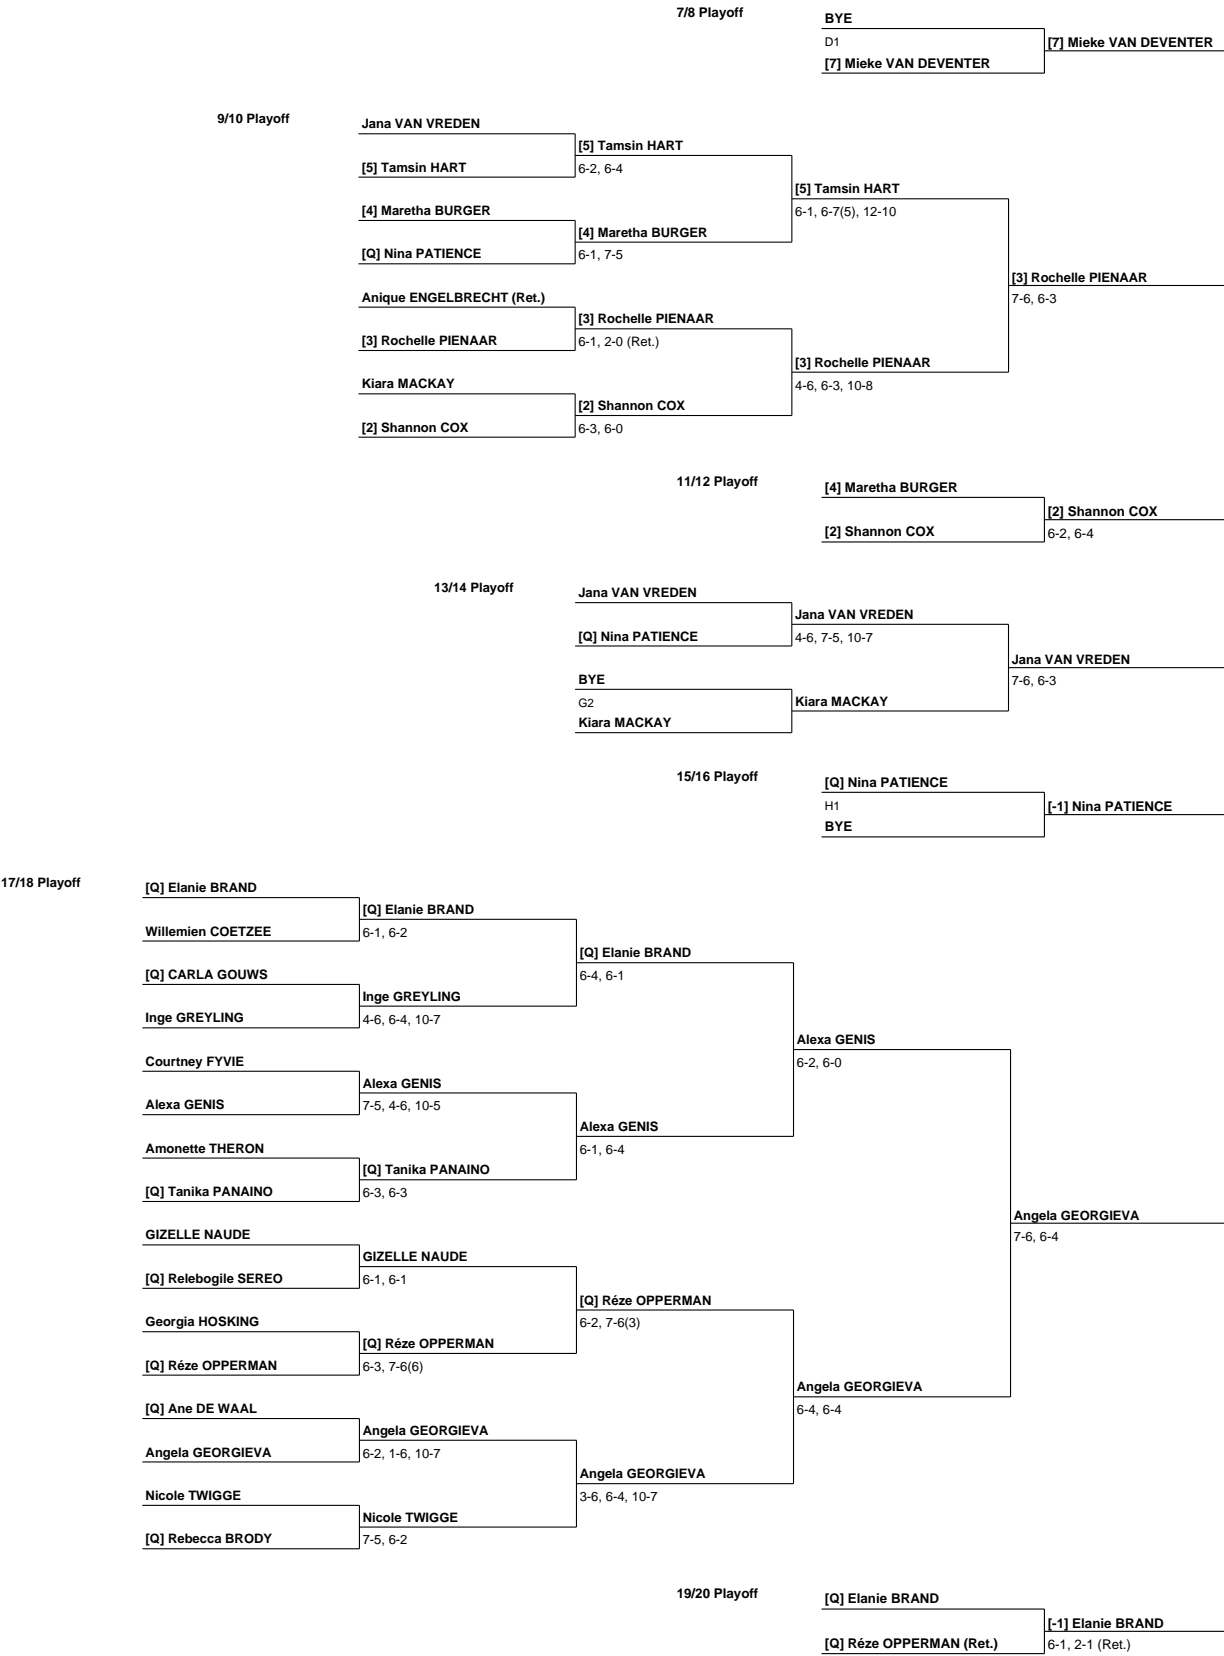 7/8 Playoff
BYE
D1
[7] Mieke VAN DEVENTER
[7] Mieke VAN DEVENTER
9/10 Playoff
Jana VAN VREDEN
[5] Tamsin HART
[5] Tamsin HART
6-2, 6-4
[5] Tamsin HART
[4] Maretha BURGER
6-1, 6-7(5), 12-10
[4] Maretha BURGER
[Q] Nina PATIENCE
6-1, 7-5
[3] Rochelle PIENAAR
Anique ENGELBRECHT (Ret.)
7-6, 6-3
[3] Rochelle PIENAAR
[3] Rochelle PIENAAR
6-1, 2-0 (Ret.)
[3] Rochelle PIENAAR
Kiara MACKAY
4-6, 6-3, 10-8
[2] Shannon COX
[2] Shannon COX
6-3, 6-0
11/12 Playoff
[4] Maretha BURGER
[2] Shannon COX
[2] Shannon COX
6-2, 6-4
13/14 Playoff
Jana VAN VREDEN
Jana VAN VREDEN
[Q] Nina PATIENCE
4-6, 7-5, 10-7
Jana VAN VREDEN
BYE
7-6, 6-3
G2
Kiara MACKAY
Kiara MACKAY
15/16 Playoff
[Q] Nina PATIENCE
H1
[-1] Nina PATIENCE
BYE
17/18 Playoff
[Q] Elanie BRAND
[Q] Elanie BRAND
Willemien COETZEE
6-1, 6-2
[Q] Elanie BRAND
[Q] CARLA GOUWS
6-4, 6-1
Inge GREYLING
Inge GREYLING
4-6, 6-4, 10-7
Alexa GENIS
Courtney FYVIE
6-2, 6-0
Alexa GENIS
Alexa GENIS
7-5, 4-6, 10-5
Alexa GENIS
Amonette THERON
6-1, 6-4
[Q] Tanika PANAINO
[Q] Tanika PANAINO
6-3, 6-3
Angela GEORGIEVA
GIZELLE NAUDE
7-6, 6-4
GIZELLE NAUDE
[Q] Relebogile SEREO
6-1, 6-1
[Q] Réze OPPERMAN
Georgia HOSKING
6-2, 7-6(3)
[Q] Réze OPPERMAN
[Q] Réze OPPERMAN
6-3, 7-6(6)
Angela GEORGIEVA
[Q] Ane DE WAAL
6-4, 6-4
Angela GEORGIEVA
Angela GEORGIEVA
6-2, 1-6, 10-7
Angela GEORGIEVA
Nicole TWIGGE
3-6, 6-4, 10-7
Nicole TWIGGE
[Q] Rebecca BRODY
7-5, 6-2
19/20 Playoff
[Q] Elanie BRAND
[-1] Elanie BRAND
[Q] Réze OPPERMAN (Ret.)
6-1, 2-1 (Ret.)